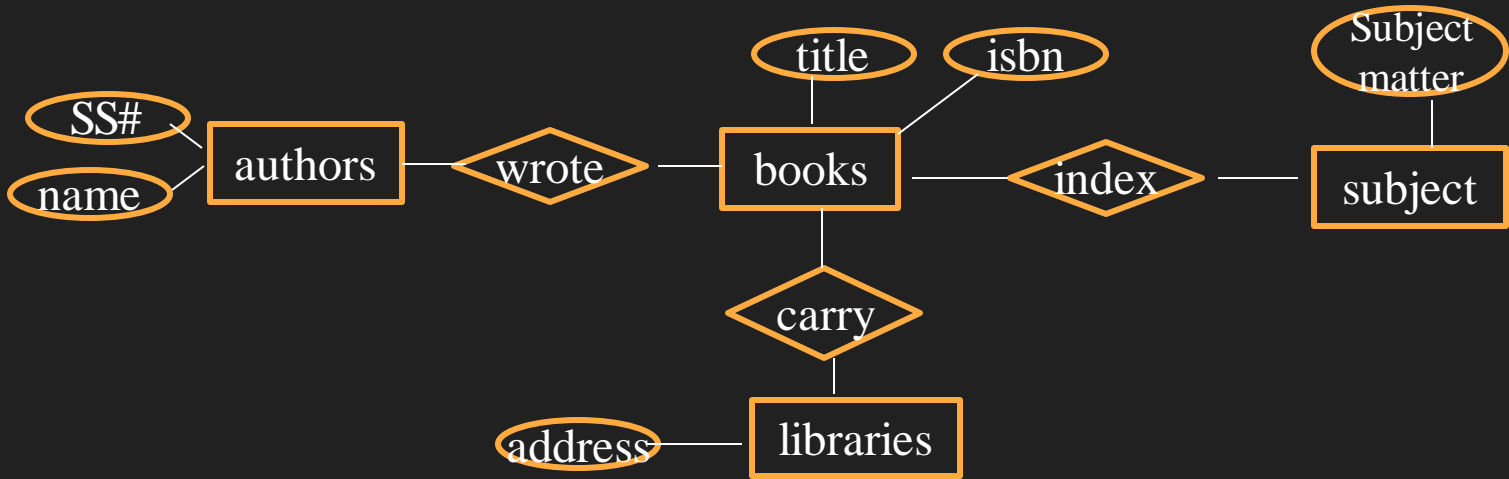 title
isbn
Subject
matter
SS#
authors
name
wrote
books
index
subject
carry
address
libraries